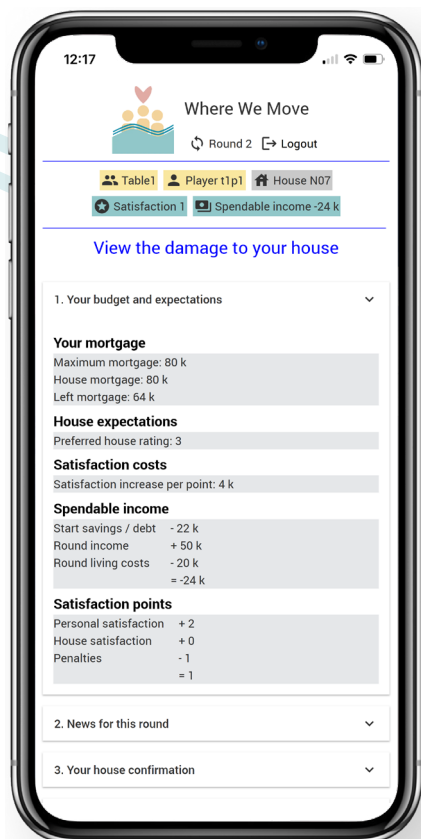 12:17
Where We Move
Round 2 Logout
Table1 Player t1p1 House N07
Satisfaction 1 Spendable income -24 k
View the damage to your house
1. Your budget and expectations
Your mortgage
Maximum mortgage: 80 k
House mortgage: 80 k
Left mortgage: 64 k
House expectations
Preferred house rating: 3
Satisfaction costs
Satisfaction increase per point: 4 k
Spendable income
Start savings / debt - 22 k
Round income + 50 k
Round living costs - 20 k
= -24 k
Satisfaction points
Personal satisfaction + 2
House satisfaction + 0
Penalties - 1
= 1
2. News for this round
3. Your house confirmation